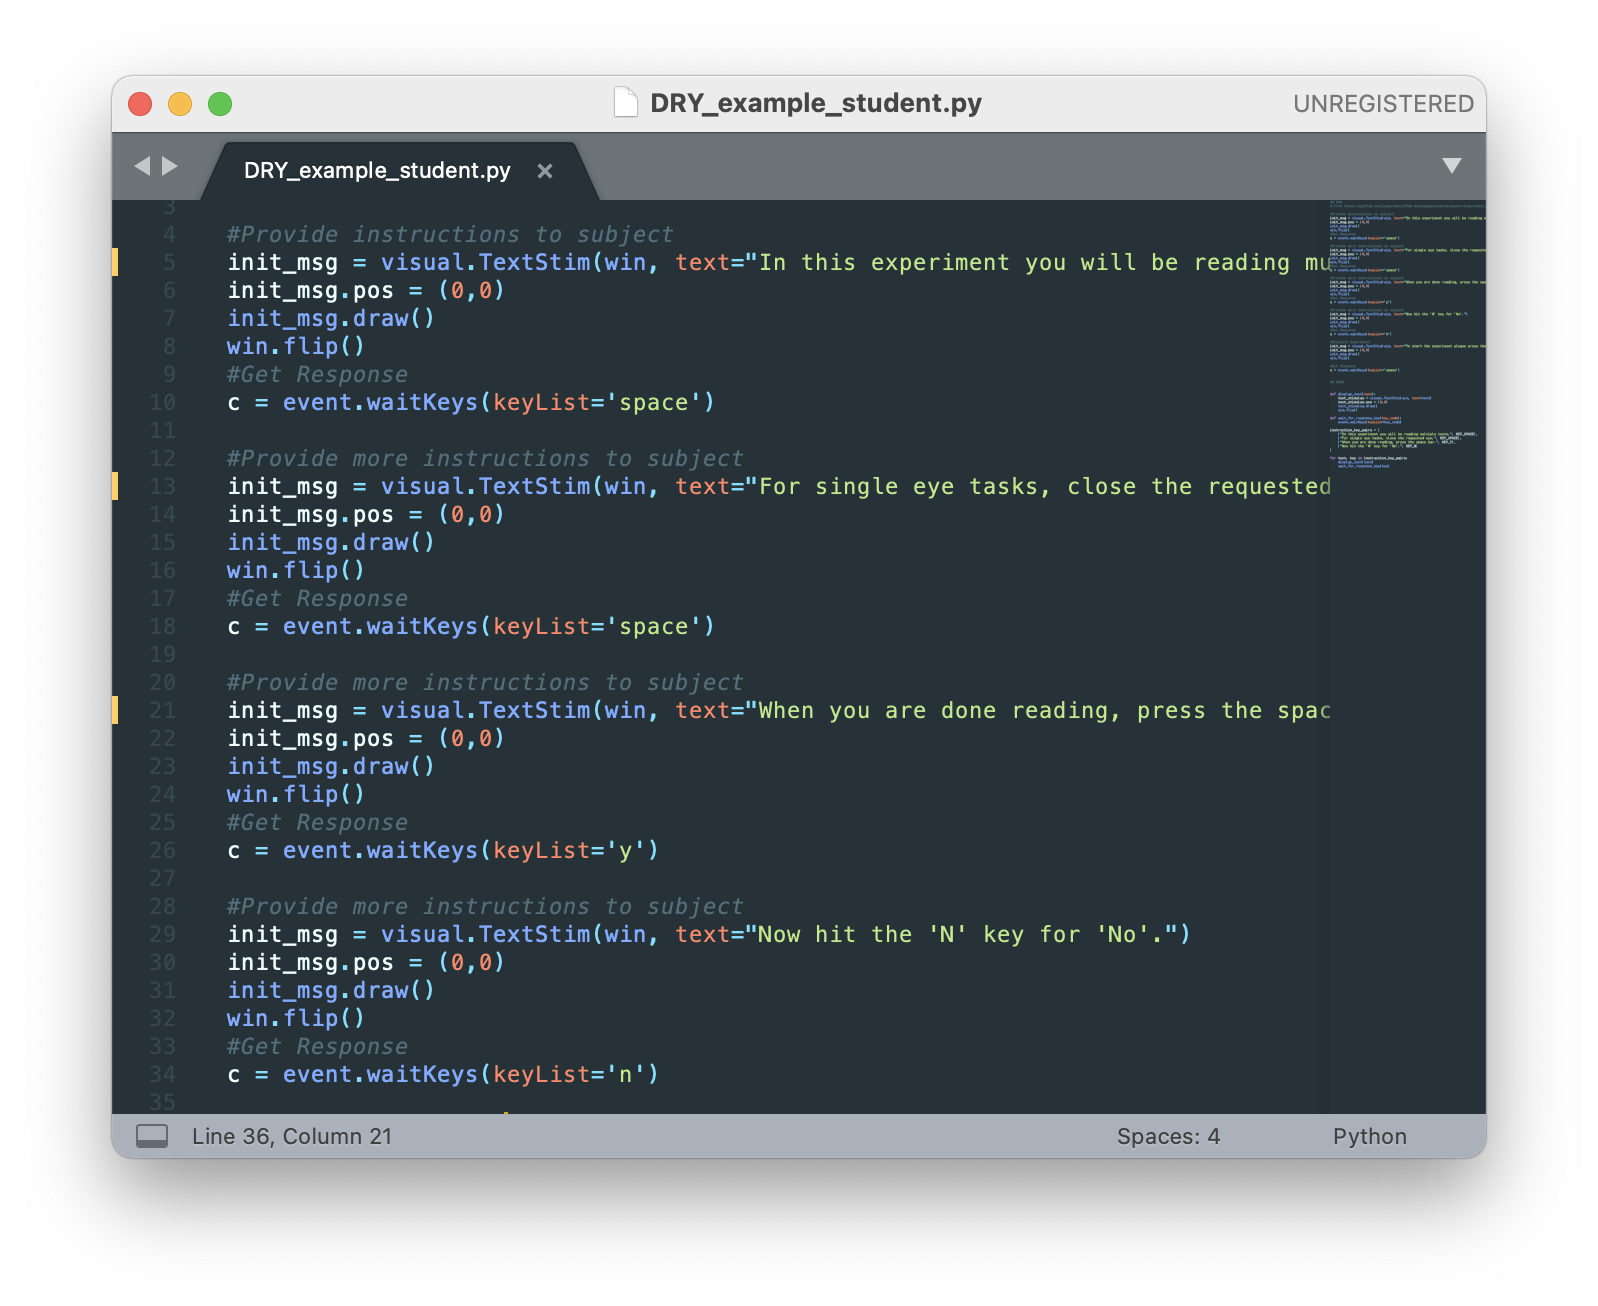 DRY_example_student.py
UNREGISTERED
DRY_example_student.py ×
3
4 #Provide instructions to subject
5 init_msg = visual.TextStim(win, text="In this experiment you will be reading mu
6 init_msg.pos = (0,0)
7 init_msg.draw()
8 win.flip()
9 #Get Response
10 c = event.waitKeys(keyList='space')
11
12 #Provide more instructions to subject
13 init_msg = visual.TextStim(win, text="For single eye tasks, close the requested
14 init_msg.pos = (0,0)
15 init_msg.draw()
16 win.flip()
17 #Get Response
18 c = event.waitKeys(keyList='space')
19
20 #Provide more instructions to subject
21 init_msg = visual.TextStim(win, text="When you are done reading, press the spac
22 init_msg.pos = (0,0)
23 init_msg.draw()
24 win.flip()
25 #Get Response
26 c = event.waitKeys(keyList='y')
27
28 #Provide more instructions to subject
29 init_msg = visual.TextStim(win, text="Now hit the 'N' key for 'No'.")
30 init_msg.pos = (0,0)
31 init_msg.draw()
32 win.flip()
33 #Get Response
34 c = event.waitKeys(keyList='n')
35
Line 36, Column 21
Spaces: 4
Python